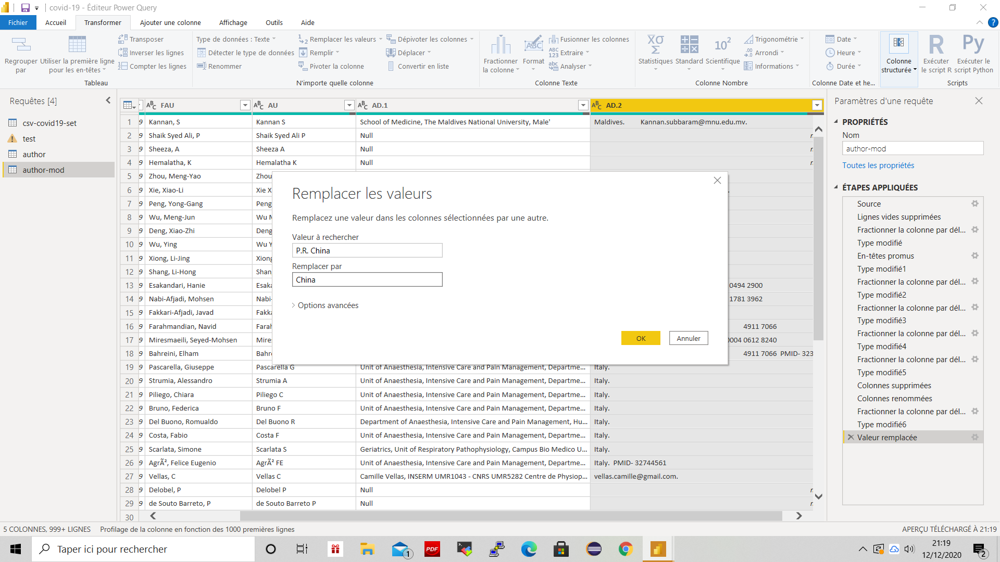 covid-19 - Éditeur Power Query
Fichier Accueil Transformer Ajouter une colonne Affichage Outils Aide
Regrouper par
Utiliser la première ligne pour les en-têtes
Transposer
Inverser les lignes
Compter les lignes
Tableau
Type de données : Texte
Détecter le type de données
Renommer
Remplacer les valeurs
Remplir
Pivoter la colonne
Dépivoter les colonnes
Déplacer
Convertir en liste
N'importe quelle colonne
Fractionner la colonne
Format
Fusionner les colonnes
Extraire
Analyser
Colonne Texte
Statistiques
Standard
Scientifique
Trigonométrie
Arrondi
Informations
Colonne Nombre
Date
Heure
Durée
Colonne Date et he...
Colonne structurée
Exécuter le script R
Exécuter le script Python
Scripts
Requêtes [4]
csv-covid19-set
test
author
author-mod
FAU AU AD.1 AD.2
1 9 Kannan, S Kannan S School of Medicine, The Maldives National University, Male' Maldives. Kannan.subbaram@mnu.edu.mv.
2 9 Shaik Syed Ali, P Shaik Syed Ali P Null
3 9 Sheeza, A Sheeza A Null
4 9 Hemalatha, K Hemalatha K Null
5 9 Zhou, Meng-Yao Zhou
6 9 Xie, Xiao-Li Xie X
7 9 Peng, Yong-Gang Peng
8 9 Wu, Meng-Jun Wu M
9 9 Deng, Xiao-Zhi Deng
10 9 Wu, Ying Wu Y
11 9 Xiong, Li-Jing Xiong
12 9 Shang, Li-Hong Shan
13 9 Esakandari, Hanie Esaka 0494 2900
14 9 Nabi-Afjadi, Mohsen Nabi- 1781 3962
15 9 Fakkari-Afjadi, Javad Fakka
16 9 Farahmandian, Navid Farah 4911 7066
17 9 Miresmaeili, Seyed-Mohsen Mires 0004 0612 8240
18 9 Bahreini, Elham Bahre 4911 7066 PMID- 323
19 9 Pascarella, Giuseppe Pascarella G Unit of Anaesthesia, Intensive Care and Pain Management, Departme... Italy.
20 9 Strumia, Alessandro Strumia A Unit of Anaesthesia, Intensive Care and Pain Management, Departme... Italy.
21 9 Piliego, Chiara Piliego C Unit of Anaesthesia, Intensive Care and Pain Management, Departme... Italy.
22 9 Bruno, Federica Bruno F Unit of Anaesthesia, Intensive Care and Pain Management, Departme... Italy.
23 9 Del Buono, Romualdo Del Buono R Department of Anaesthesia, Intensive Care and Pain Management, Hu... Italy.
24 9 Costa, Fabio Costa F Unit of Anaesthesia, Intensive Care and Pain Management, Departme... Italy.
25 9 Scarlata, Simone Scarlata S Geriatrics, Unit of Respiratory Pathophysiology, Campus Bio Medico U... Italy.
26 9 AgrÃ², Felice Eugenio AgrÃ² FE Unit of Anaesthesia, Intensive Care and Pain Management, Departme... Italy. PMID- 32744561
27 9 Vellas, C Vellas C Camille Vellas, INSERM UMR1043 - CNRS UMR5282 Centre de Physiop... vellas.camille@gmail.com.
28 9 Delobel, P Delobel P Null
29 9 de Souto Barreto, P de Souto Barreto P Null
30
Remplacer les valeurs
Remplacez une valeur dans les colonnes sélectionnées par une autre.
Valeur à rechercher
P.R. China
Remplacer par
China
Options avancées
OK Annuler
Paramètres d'une requête
PROPRIÉTÉS
Nom
author-mod
Toutes les propriétés
ÉTAPES APPLIQUÉES
Source
Lignes vides supprimées
Fractionner la colonne par dél...
Type modifié
En-têtes promus
Type modifié1
Fractionner la colonne par dél...
Type modifié2
Fractionner la colonne par dél...
Type modifié3
Fractionner la colonne par dél...
Type modifié4
Fractionner la colonne par dél...
Type modifié5
Colonnes supprimées
Colonnes renommées
Fractionner la colonne par dél...
Type modifié6
Valeur remplacée
5 COLONNES, 999+ LIGNES Profilage de la colonne en fonction des 1000 premières lignes APERÇU TÉLÉCHARGÉ À 21:19
Taper ici pour rechercher
1
PDF
21:19
12/12/2020
2